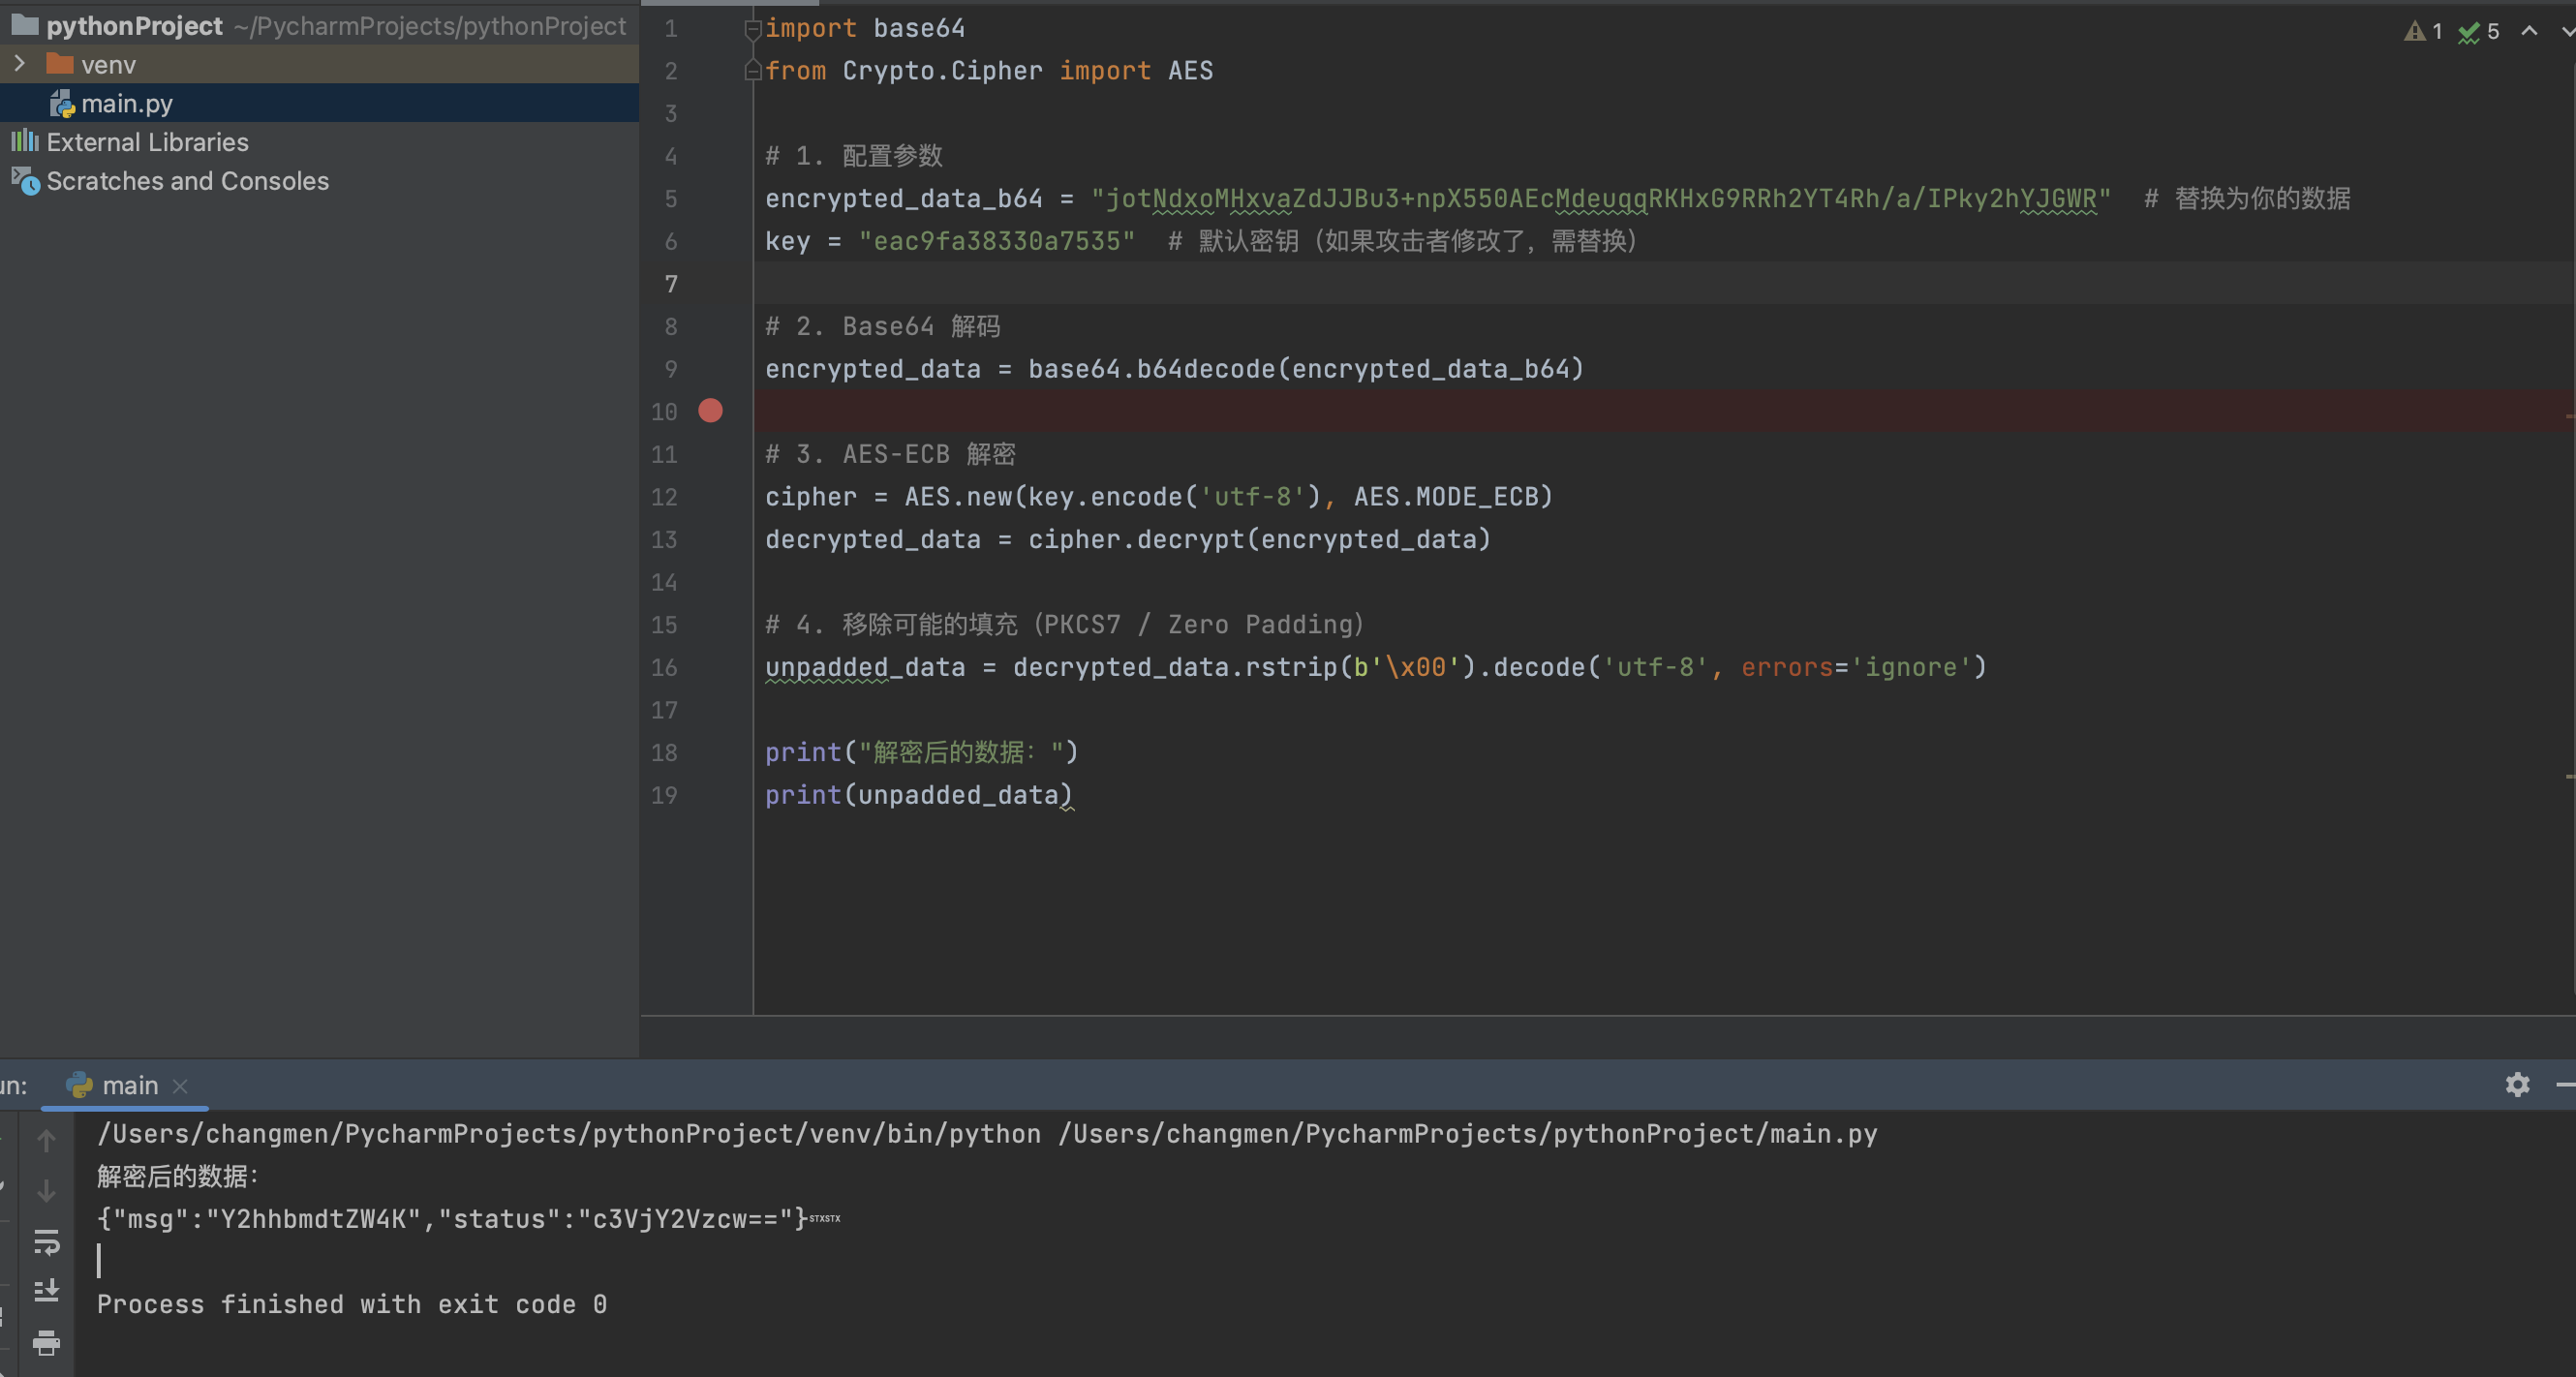 pythonProject ~/PycharmProjects/pythonProject
venv
main.py
External Libraries
Scratches and Consoles
1 import base64
2 from Crypto.Cipher import AES
3
4 # 1. 配置参数
5 encrypted_data_b64 = "jotNdxoMHxvaZdJJBu3+npX550AEcMdeuqqRKHxG9RRh2YT4Rh/a/IPky2hYJGWR"  # 替换为你的数据
6 key = "eac9fa38330a7535"  # 默认密钥（如果攻击者修改了，需替换）
7
8 # 2. Base64 解码
9 encrypted_data = base64.b64decode(encrypted_data_b64)
10
11 # 3. AES-ECB 解密
12 cipher = AES.new(key.encode('utf-8'), AES.MODE_ECB)
13 decrypted_data = cipher.decrypt(encrypted_data)
14
15 # 4. 移除可能的填充（PKCS7 / Zero Padding）
16 unpadded_data = decrypted_data.rstrip(b'\x00').decode('utf-8', errors='ignore')
17
18 print("解密后的数据：")
19 print(unpadded_data)
1 5
un: main
/Users/changmen/PycharmProjects/pythonProject/venv/bin/python /Users/changmen/PycharmProjects/pythonProject/main.py
解密后的数据：
{"msg":"Y2hhbmdtZW4K","status":"c3VjY2Vzcw=="}STXSTX
Process finished with exit code 0